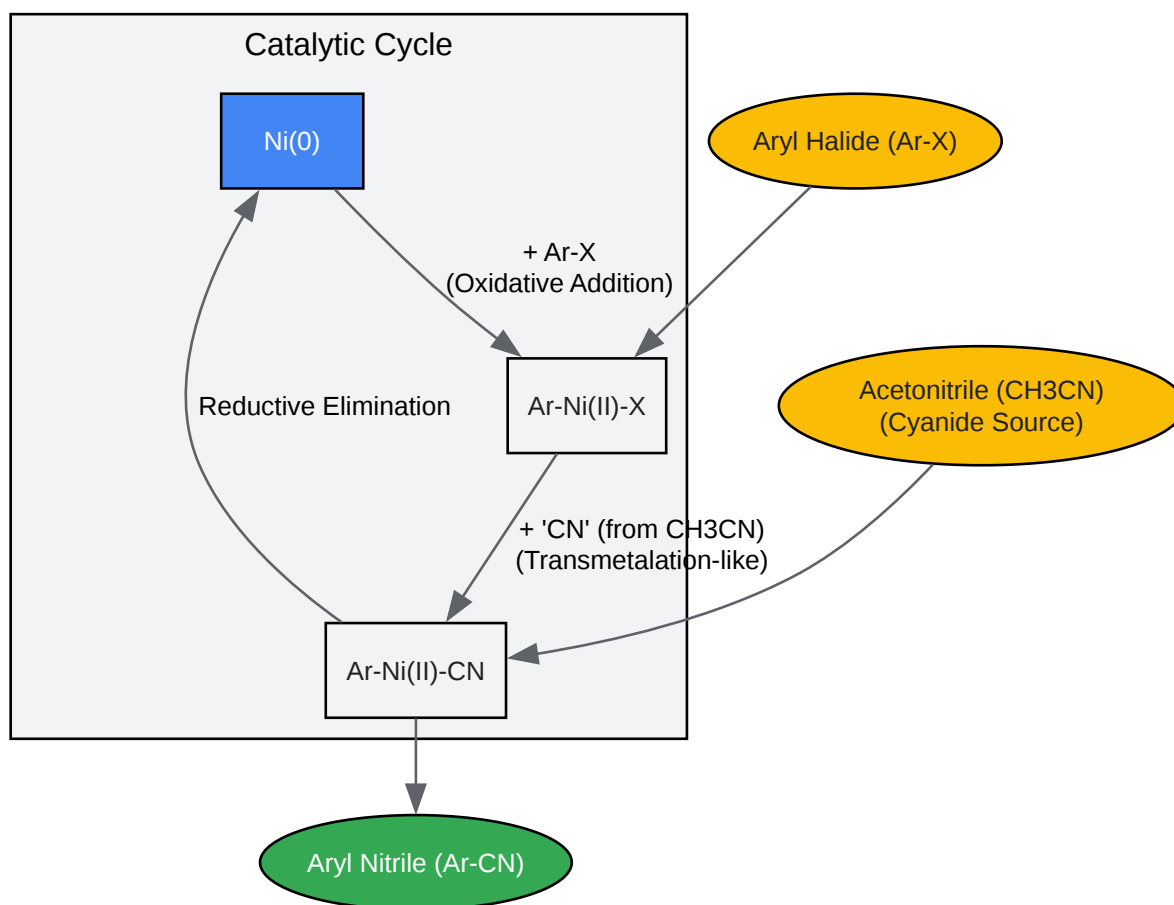 Catalytic Cycle
Ni(0)
Aryl Halide (Ar-X)
+ Ar-X
(Oxidative Addition)
Reductive Elimination
Ar-Ni(II)-X
Acetonitrile (CH3CN)
(Cyanide Source)
+ 'CN' (from CH3CN)
(Transmetalation-like)
Ar-Ni(II)-CN
Aryl Nitrile (Ar-CN)